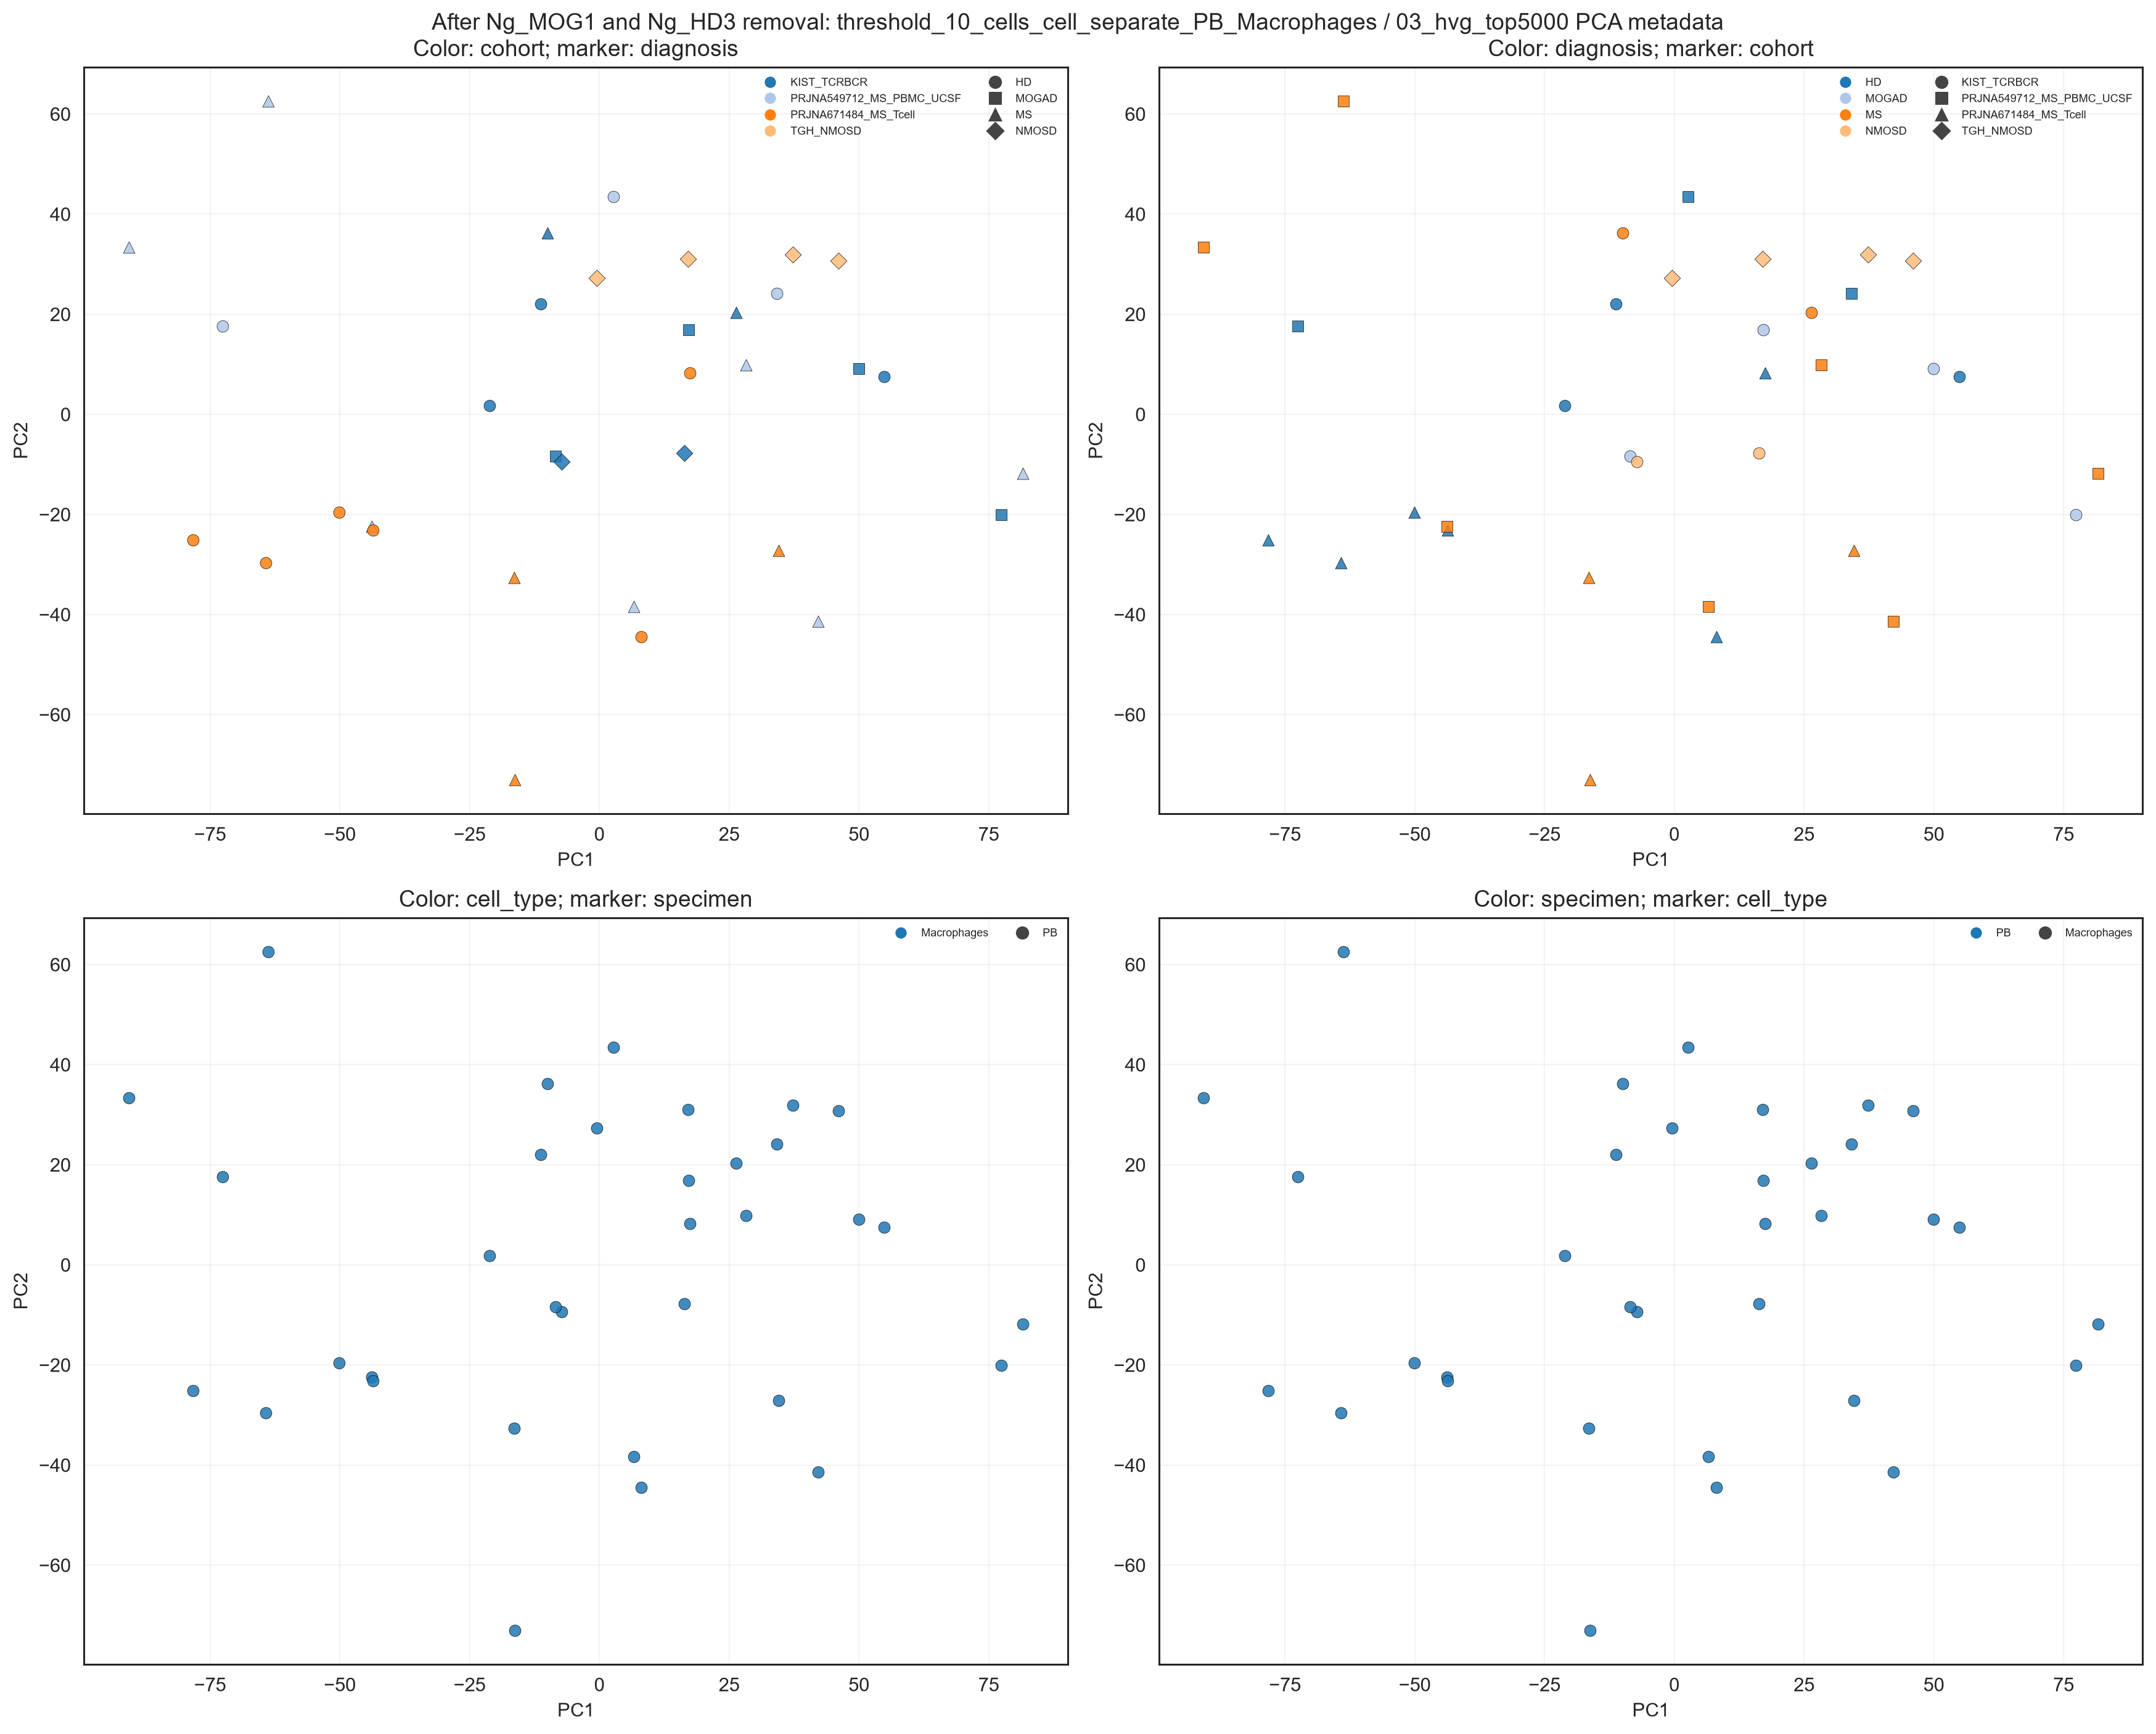 After Ng_MOG1 and Ng_HD3 removal: threshold_10_cells_cell_separate_PB_Macrophages / 03_hvg_top5000 PCA metadata
Color: cohort; marker: diagnosis
KIST_TCRBCR
PRJNA549712_MS_PBMC_UCSF
PRJNA671484_MS_Tcell
TGH_NMOSD
HD
MOGAD
MS
NMOSD
60
40
20
0
−20
−40
−60
PC2
−75 −50 −25 0 25 50 75
PC1
Color: diagnosis; marker: cohort
HD
MOGAD
MS
NMOSD
KIST_TCRBCR
PRJNA549712_MS_PBMC_UCSF
PRJNA671484_MS_Tcell
TGH_NMOSD
60
40
20
0
−20
−40
−60
PC2
−75 −50 −25 0 25 50 75
PC1
Color: cell_type; marker: specimen
Macrophages
PB
60
40
20
0
−20
−40
−60
PC2
−75 −50 −25 0 25 50 75
PC1
Color: specimen; marker: cell_type
PB
Macrophages
60
40
20
0
−20
−40
−60
PC2
−75 −50 −25 0 25 50 75
PC1